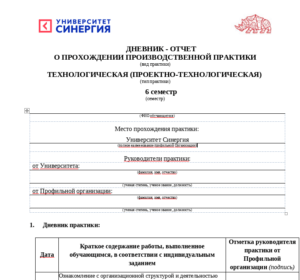 УНИВЕРСИТЕТ
СИНЕРГИЯ
ДНЕВНИК - ОТЧЕТ
О ПРОХОЖДЕНИИ ПРОИЗВОДСТВЕННОЙ ПРАКТИКИ
(вид практики)
ТЕХНОЛОГИЧЕСКАЯ (ПРОЕКТНО-ТЕХНОЛОГИЧЕСКАЯ)
(тип практики)
6 семестр
(семестр)
(ФИО обучающегося)
Место прохождения практики:
Университет Синергия
(полное наименование профильной организации)
Руководители практики:
от Университета:
(фамилия, имя, отчество)
(ученая степень, ученое звание, должность)
от Профильной организации:
(фамилия, имя, отчество)
(ученая степень, ученое звание, должность)
1. Дневник практики:
Дата
Краткое содержание работы, выполненное
обучающимся, в соответствии с индивидуальным
заданием
Отметка руководителя
практики от
Профильной
организации (подпись)
Ознакомление с организационной структурой и деятельностью